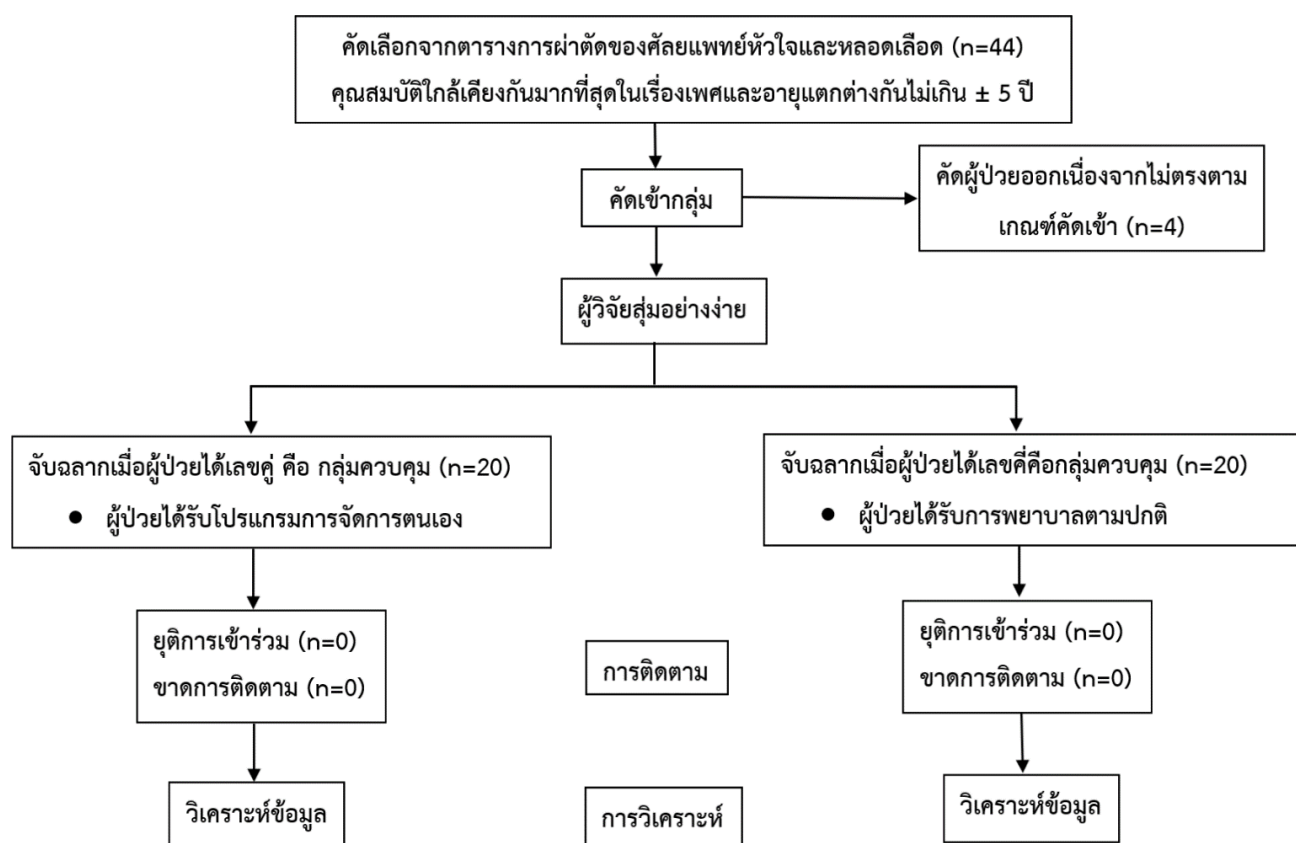 คัดเลือกจากตารางการผ่าตัดของศัลยแพทย์หัวใจและหลอดเลือด (n=44)
คุณสมบัติใกล้เคียงกันมากที่สุดในเรื่องเพศและอายุแตกต่างกันไม่เกิน ± 5 ปี
คัดเข้ากลุ่ม
คัดผู้ป่วยออกเนื่องจากไม่ตรงตาม
เกณฑ์คัดเข้า (n=4)
ผู้วิจัยสุ่มอย่างง่าย
จับฉลากเมื่อผู้ป่วยได้เลขคู่ คือ กลุ่มควบคุม (n=20)
● ผู้ป่วยได้รับโปรแกรมการจัดการตนเอง
จับฉลากเมื่อผู้ป่วยได้เลขคี่คือกลุ่มควบคุม (n=20)
● ผู้ป่วยได้รับการพยาบาลตามปกติ
ยุติการเข้าร่วม (n=0)
ขาดการติดตาม (n=0)
การติดตาม
ยุติการเข้าร่วม (n=0)
ขาดการติดตาม (n=0)
วิเคราะห์ข้อมูล
การวิเคราะห์
วิเคราะห์ข้อมูล